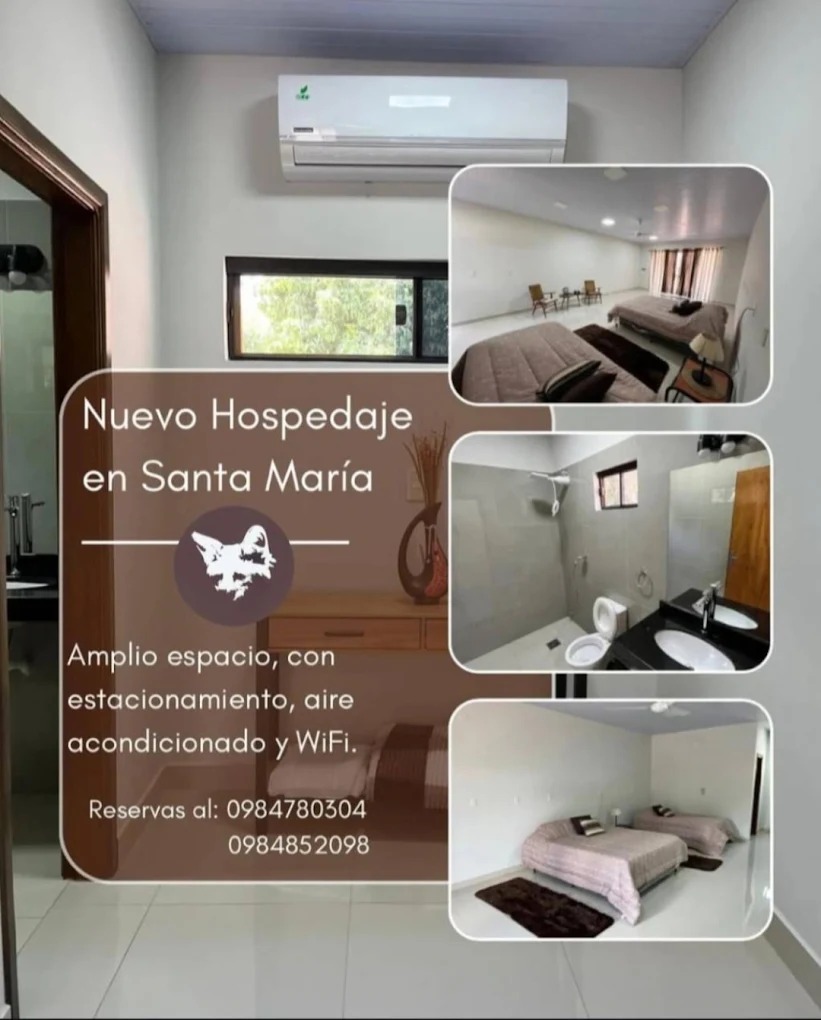 Nuevo Hospedaje
en Santa María
Amplio espacio, con
estacionamiento, aire
acondicionado y WiFi.
Reservas al: 0984780304
0984852098